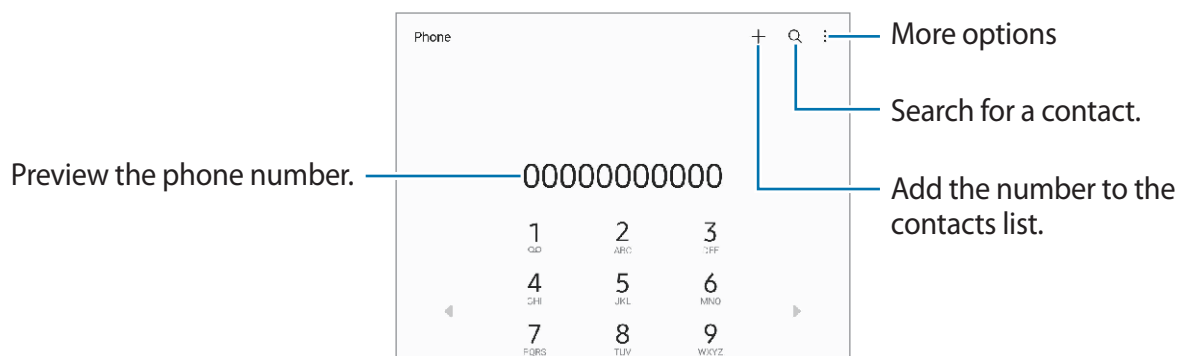 Phone
More options
Search for a contact.
Preview the phone number.
00000000000
Add the number to the
contacts list.
1 2 3
ABC
4 5 6
GHI JKL MNO
7 8 9
PQRS TUV WXYZ